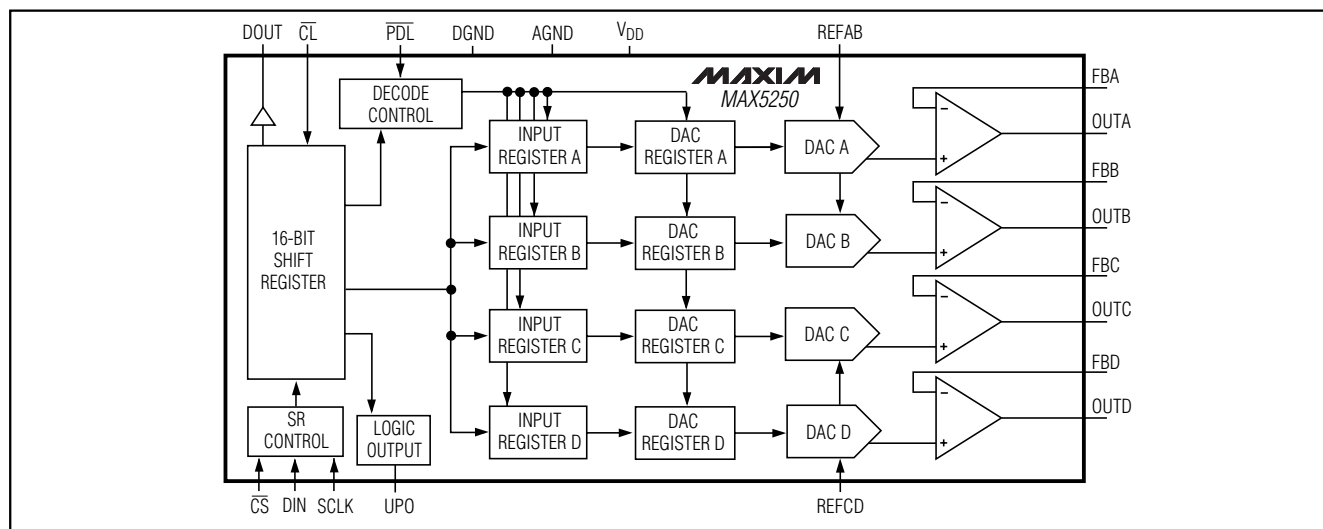 DOUT
CL
PDL
DGND
AGND
VDD
REFAB
MAXIM
MAX5250
FBA
DECODE
CONTROL
INPUT
REGISTER A
DAC
REGISTER A
DAC A
-
+
OUTA
FBB
16-BIT
SHIFT
REGISTER
INPUT
REGISTER B
DAC
REGISTER B
DAC B
-
+
OUTB
FBC
INPUT
REGISTER C
DAC
REGISTER C
DAC C
-
+
OUTC
FBD
SR
CONTROL
LOGIC
OUTPUT
INPUT
REGISTER D
DAC
REGISTER D
DAC D
-
+
OUTD
CS
DIN
SCLK
UPO
REFCD